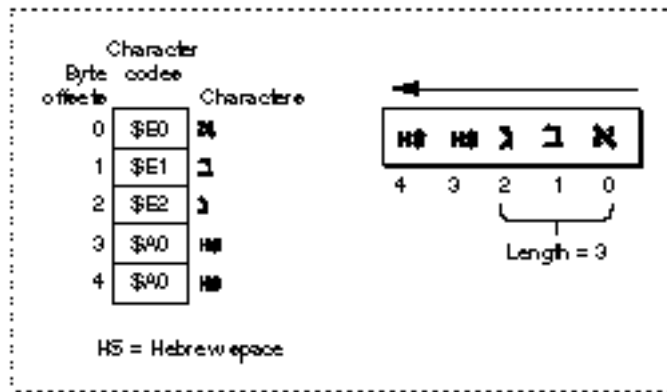 Character
Byte codes
offsets Characters
0 $E0 א
1 $E1 ב
2 $E2 ג
3 $A0 HS
4 $A0 HS
HS HS ג ב א
4 3 2 1 0
Length = 3
HS = Hebrew space